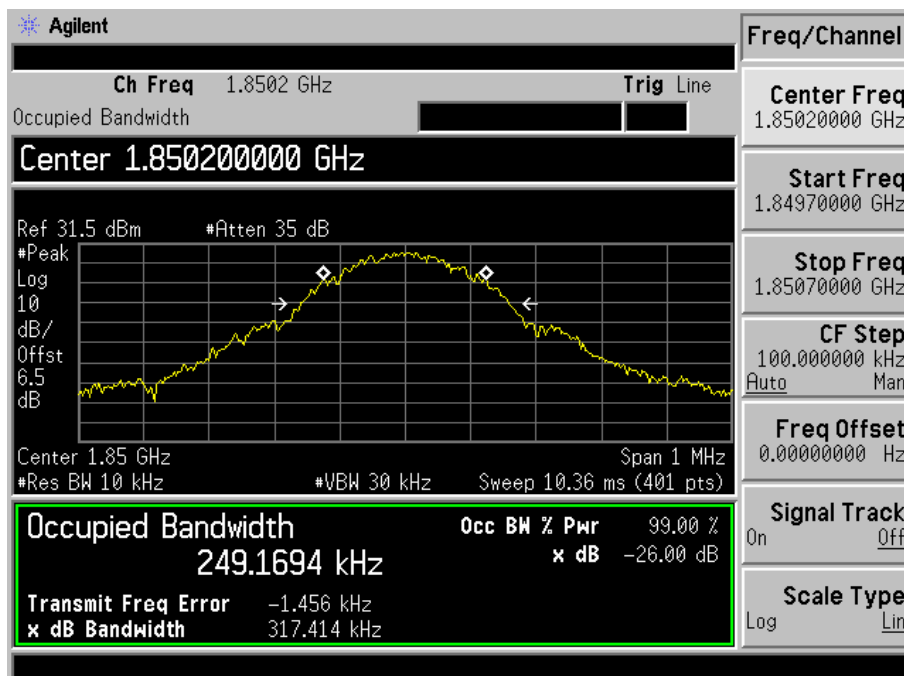 Agilent
Freq/Channel
Ch Freq 1.8502 GHz Trig Line
Occupied Bandwidth
Center 1.850200000 GHz
Ref 31.5 dBm #Atten 35 dB
#Peak
Log
10
dB/
Offst
6.5
dB
Center 1.85 GHz Span 1 MHz
#Res BW 10 kHz #VBW 30 kHz Sweep 10.36 ms (401 pts)
Occupied Bandwidth
249.1694 kHz
Occ BW % Pwr 99.00 %
x dB -26.00 dB
Transmit Freq Error -1.456 kHz
x dB Bandwidth 317.414 kHz
Center Freq
1.85020000 GHz
Start Freq
1.84970000 GHz
Stop Freq
1.85070000 GHz
CF Step
100.000000 kHz
Auto Man
Freq Offset
0.00000000 Hz
Signal Track
On Off
Scale Type
Log Lin